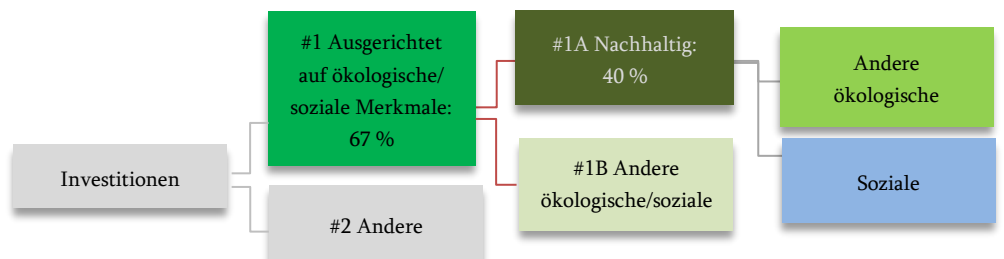 Investitionen
#1 Ausgerichtet
auf ökologische/
soziale Merkmale:
67 %
#2 Andere
#1A Nachhaltig:
40 %
#1B Andere
ökologische/soziale
Andere
ökologische
Soziale